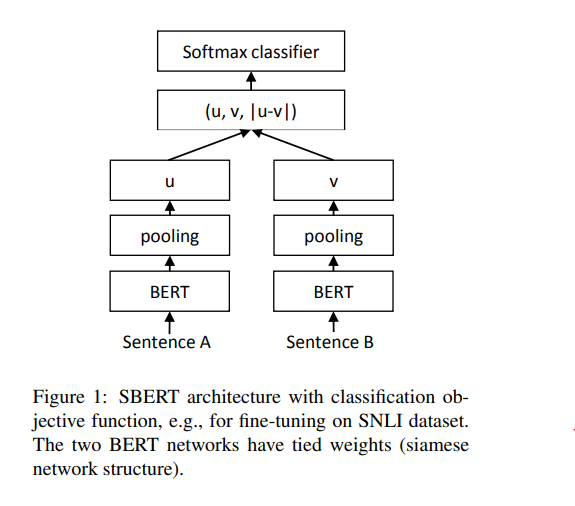 Softmax classifier
(u, v, |u-v|)
u
v
pooling
pooling
BERT
BERT
Sentence A
Sentence B
Figure 1: SBERT architecture with classification ob-
jective function, e.g., for fine-tuning on SNLI dataset.
The two BERT networks have tied weights (siamese
network structure).